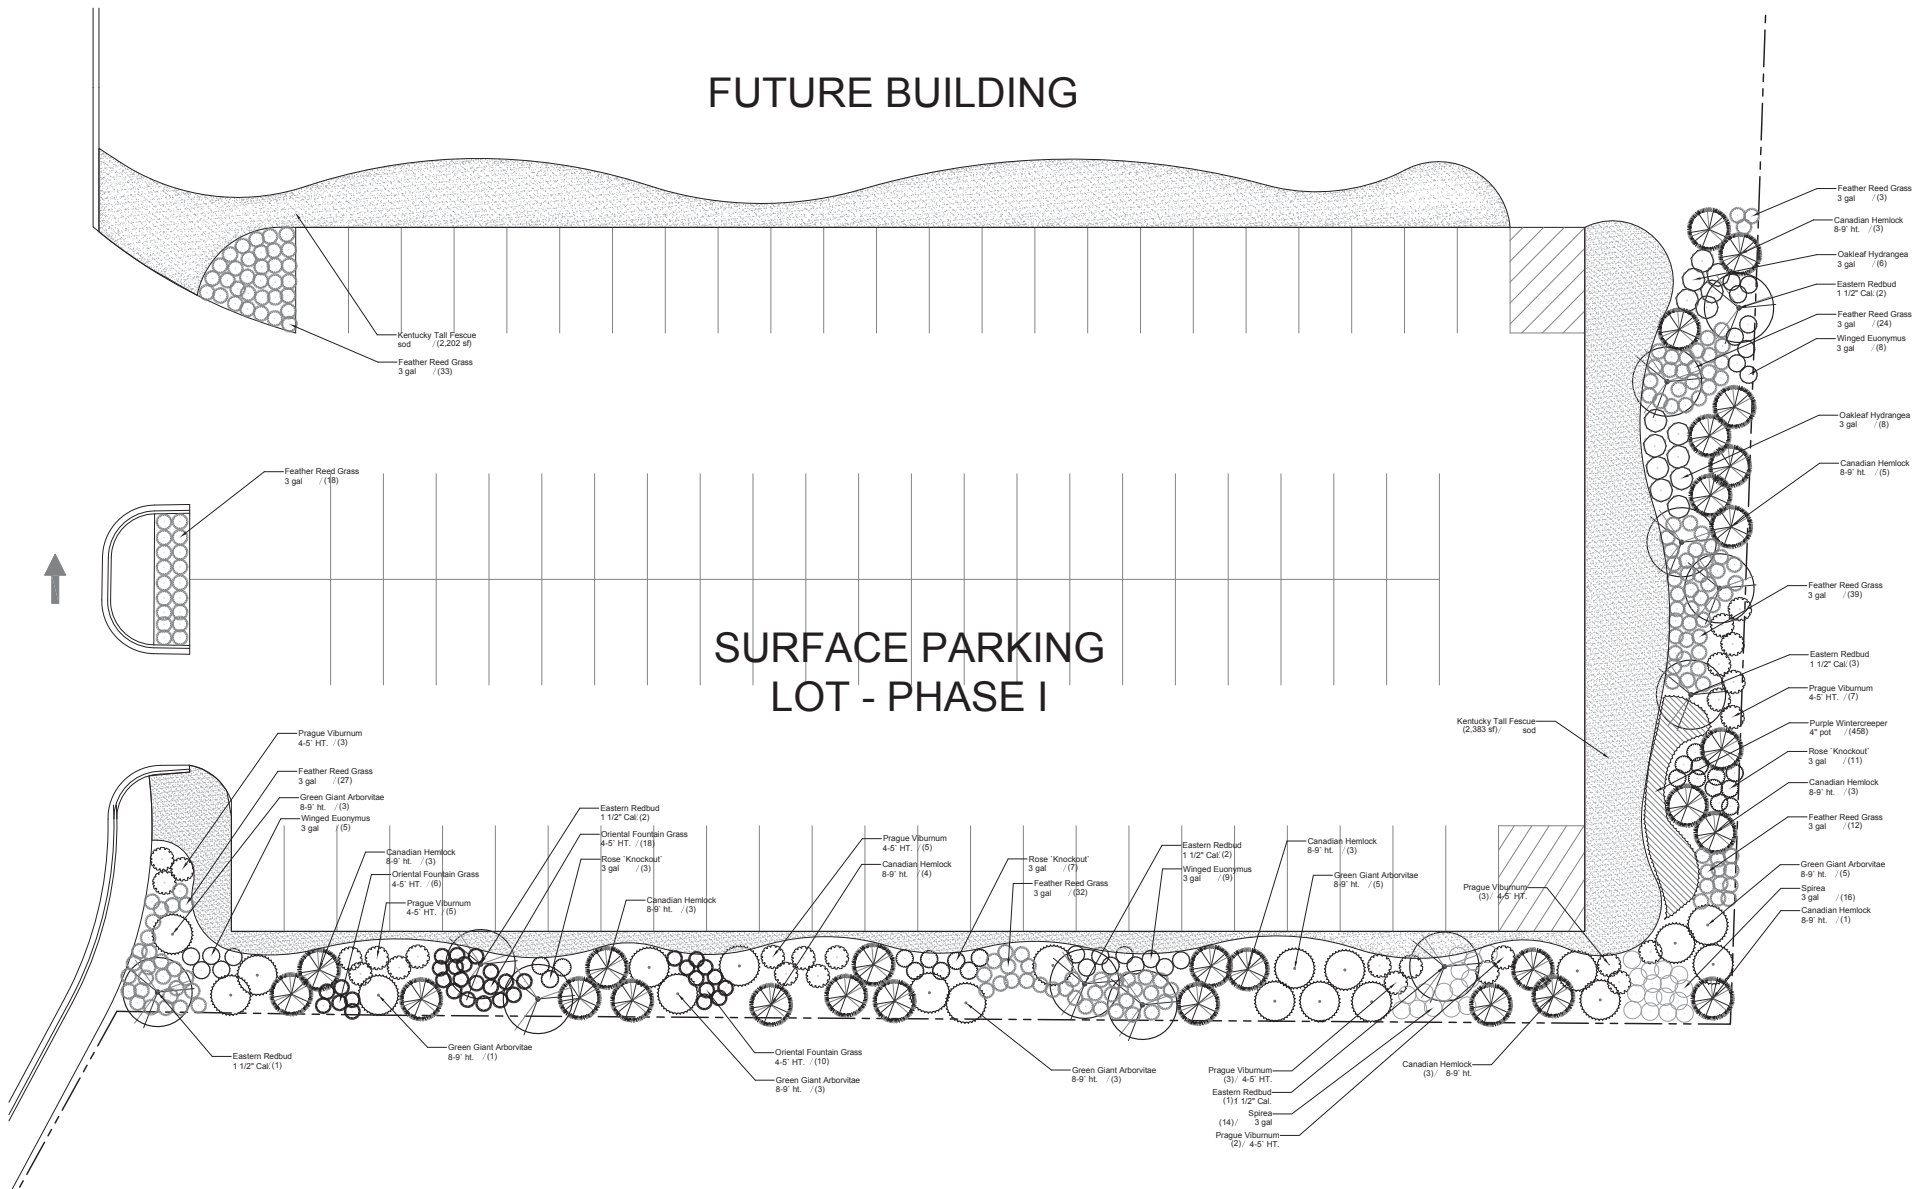 FUTURE BUILDING
Feather Reed Grass
3 gal / (3)
Canadian Hemlock
8-9' ht. / (3)
Oakleaf Hydrangea
3 gal / (6)
Eastern Redbud
1 1/2" Cal. / (2)
Feather Reed Grass
3 gal / (24)
Winged Euonymus
3 gal / (8)
Kentucky Tall Fescue
sod / (2,202 sf)
Feather Reed Grass
3 gal / (33)
Oakleaf Hydrangea
3 gal / (8)
Canadian Hemlock
8-9' ht. / (5)
Feather Reed Grass
3 gal / (18)
Feather Reed Grass
3 gal / (39)
SURFACE PARKING
LOT - PHASE I
Eastern Redbud
1 1/2" Cal. / (3)
Prague Viburnum
4-5' HT. / (7)
Kentucky Tall Fescue
(2,383 sf) / sod
Purple Wintercreeper
4" pot / (458)
Rose `Knockout`
3 gal / (11)
Canadian Hemlock
8-9' ht. / (3)
Feather Reed Grass
3 gal / (12)
Green Giant Arborvitae
8-9' ht. / (5)
Spirea
3 gal / (16)
Canadian Hemlock
8-9' ht. / (1)
Prague Viburnum
4-5' HT. / (3)
Feather Reed Grass
3 gal / (27)
Green Giant Arborvitae
8-9' ht. / (3)
Winged Euonymus
3 gal / (5)
Canadian Hemlock
8-9' ht. / (3)
Oriental Fountain Grass
4-5' HT. / (6)
Prague Viburnum
4-5' HT. / (5)
Eastern Redbud
1 1/2" Cal. / (2)
Oriental Fountain Grass
4-5' HT. / (18)
Rose `Knockout`
3 gal / (3)
Canadian Hemlock
8-9' ht. / (3)
Prague Viburnum
4-5' HT. / (5)
Canadian Hemlock
8-9' ht. / (4)
Rose `Knockout`
3 gal / (7)
Feather Reed Grass
3 gal / (32)
Eastern Redbud
1 1/2" Cal. / (2)
Winged Euonymus
3 gal / (9)
Canadian Hemlock
8-9' ht. / (3)
Green Giant Arborvitae
8-9' ht. / (5)
Prague Viburnum
(3) / 4-5' HT.
Eastern Redbud
1 1/2" Cal. / (1)
Green Giant Arborvitae
8-9' ht. / (1)
Oriental Fountain Grass
4-5' HT. / (10)
Green Giant Arborvitae
8-9' ht. / (3)
Green Giant Arborvitae
8-9' ht. / (3)
Prague Viburnum
(3) / 4-5' HT.
Eastern Redbud
(1) / 1 1/2" Cal.
Spirea
(14) / 3 gal
Prague Viburnum
(2) / 4-5' HT.
Canadian Hemlock
(3) / 8-9' ht.